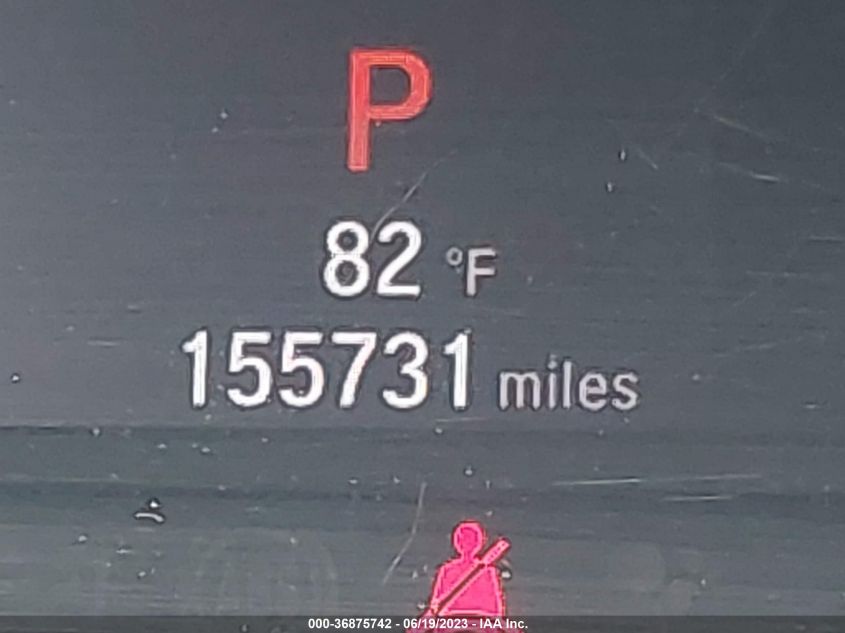 P
82 °F
155731 miles
000-36875742 - 06/19/2023 - IAA Inc.